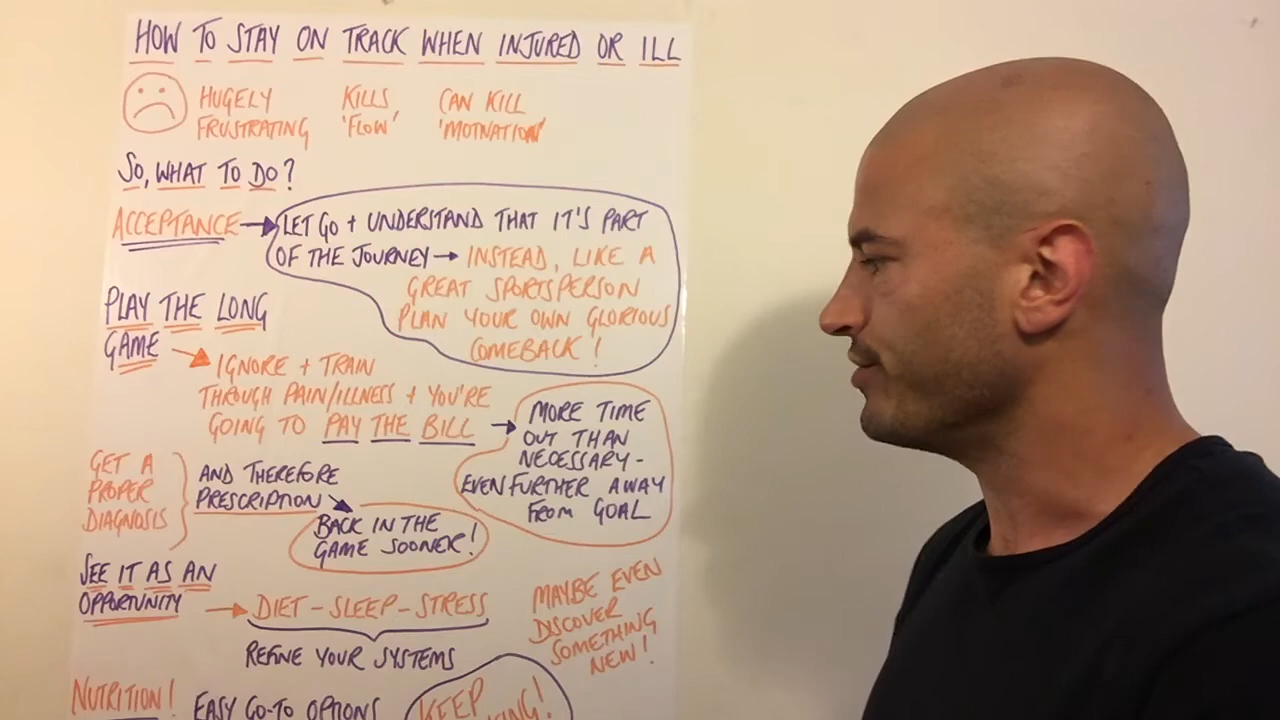 HOW TO STAY ON TRACK WHEN INJURED OR ILL
HUGELY
FRUSTRATING
KILLS
'FLOW'
CAN KILL
'MOTIVATION'
SO, WHAT TO DO?
ACCEPTANCE → LET GO + UNDERSTAND THAT IT'S PART
OF THE JOURNEY → INSTEAD, LIKE A
GREAT SPORTSPERSON
PLAN YOUR OWN GLORIOUS
COMEBACK!
PLAY THE LONG
GAME →
IGNORE + TRAIN
THROUGH PAIN/ILLNESS + YOU'RE
GOING TO PAY THE BILL →
MORE TIME
OUT THAN
NECESSARY -
EVEN FURTHER AWAY
FROM GOAL
GET A
PROPER
DIAGNOSIS
AND THEREFORE
PRESCRIPTION →
BACK IN THE
GAME SOONER!
SEE IT AS AN
OPPORTUNITY → DIET - SLEEP - STRESS
REFINE YOUR SYSTEMS
MAYBE EVEN
DISCOVER
SOMETHING
NEW!
NUTRITION! EASY GO-TO OPTIONS
KEEP